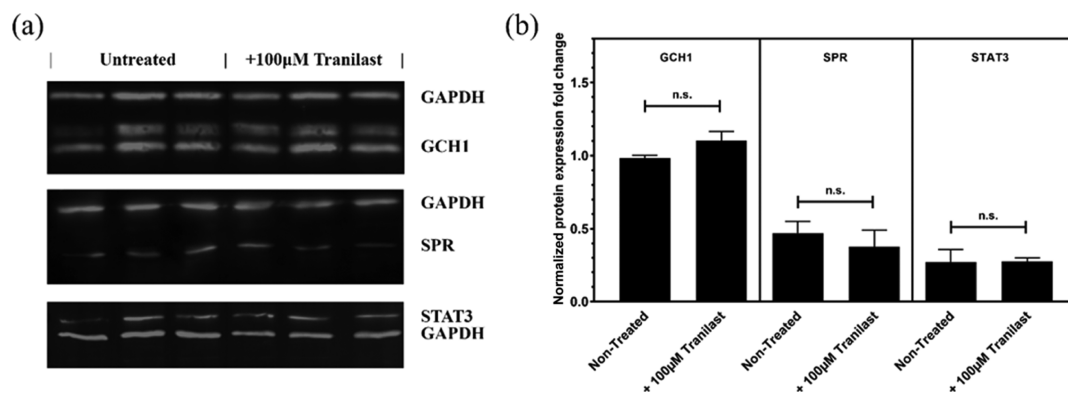 (a)
| Untreated | +100µM Tranilast |
GAPDH
GCH1
GAPDH
SPR
STAT3
GAPDH
(b)
Normalized protein expression fold change
1.5
1.0
0.5
0.0
GCH1
SPR
STAT3
n.s.
n.s.
n.s.
Non-Treated
+ 100µM Tranilast
Non-Treated
+ 100µM Tranilast
Non-Treated
+ 100µM Tranilast